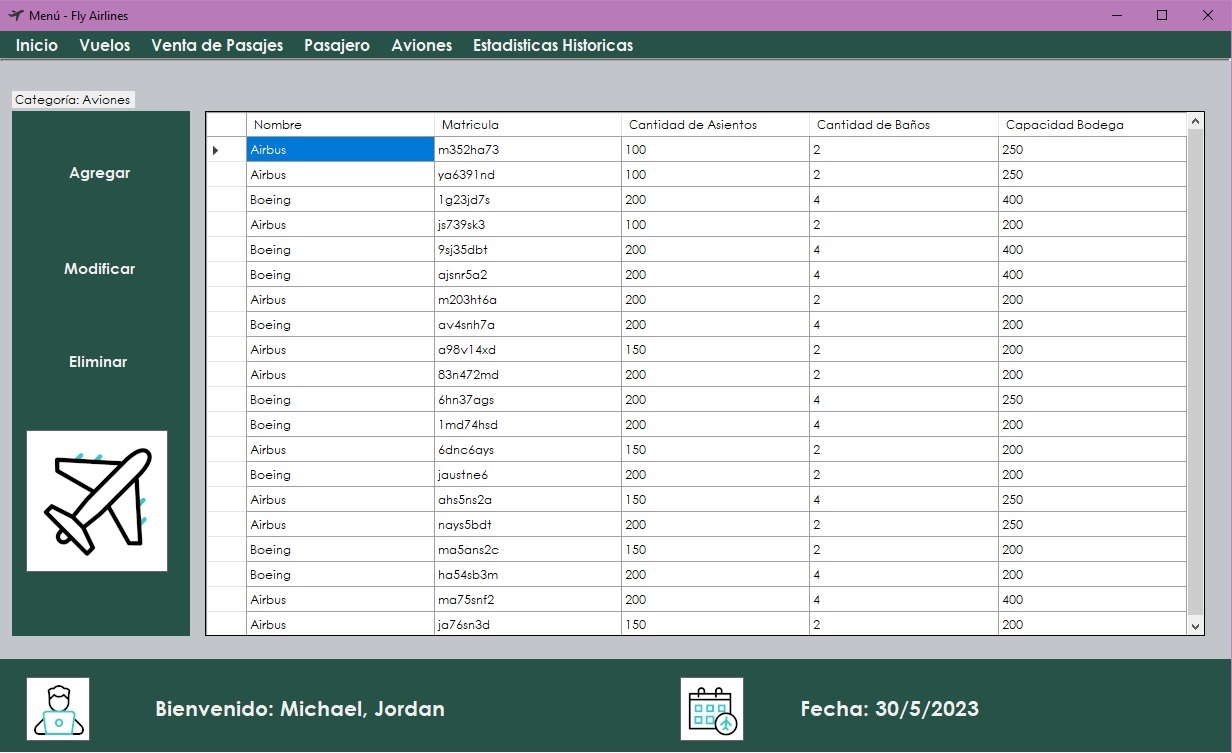 Menú - Fly Airlines
Inicio Vuelos Venta de Pasajes Pasajero Aviones Estadisticas Historicas
Categoría: Aviones
Agregar
Modificar
Eliminar
Nombre Matricula Cantidad de Asientos Cantidad de Baños Capacidad Bodega
Airbus m352ha73 100 2 250
Airbus ya6391nd 100 2 250
Boeing 1g23jd7s 200 4 400
Airbus js739sk3 100 2 200
Boeing 9sj35dbt 200 4 400
Boeing ajsnr5a2 200 4 400
Airbus m203ht6a 200 2 200
Boeing av4snh7a 200 4 200
Airbus a98v14xd 150 2 200
Airbus 83n472md 200 2 200
Boeing 6hn37ags 200 4 250
Boeing 1md74hsd 200 4 200
Airbus 6dnc6ays 150 2 200
Boeing jaustne6 200 2 200
Airbus ahs5ns2a 150 4 250
Airbus nays5bdt 200 2 250
Boeing ma5ans2c 150 2 200
Boeing ha54sb3m 200 4 200
Airbus ma75snf2 200 4 400
Airbus ja76sn3d 150 2 200
Bienvenido: Michael, Jordan
Fecha: 30/5/2023